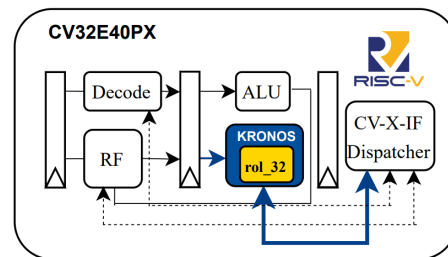 CV32E40PX
RISC-V
Decode
ALU
KRONOS
rol_32
CV-X-IF
Dispatcher
RF